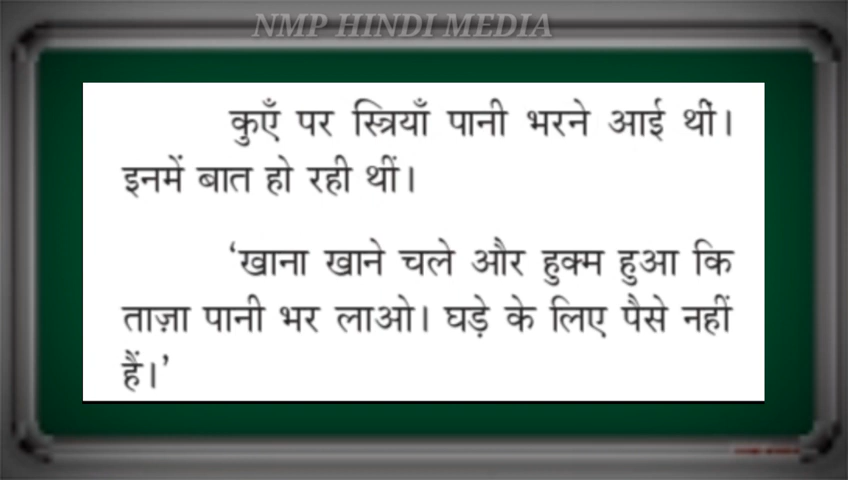 NMP HINDI MEDIA
कुएँ पर स्त्रियाँ पानी भरने आई थीं।
इनमें बात हो रही थीं।
‘खाना खाने चले और हुक्म हुआ कि
ताज़ा पानी भर लाओ। घड़े के लिए पैसे नहीं
हैं।’